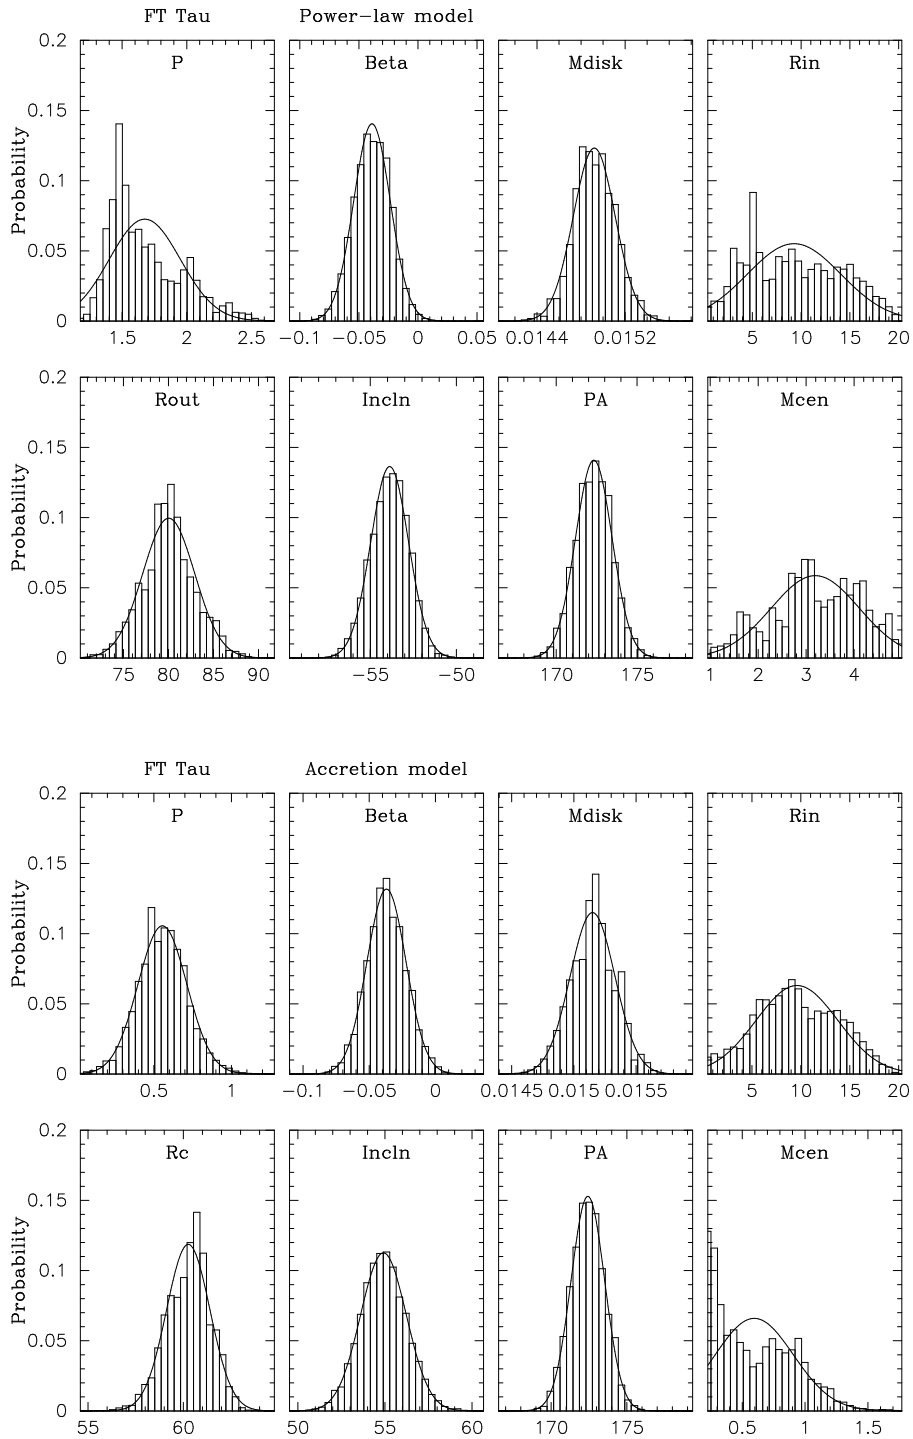 FT Tau Power-law model
P Beta Mdisk Rin
Probability
0.2
0.15
0.1
0.05
0
1.5 2 2.5 -0.1 -0.05 0 0.05 0.0144 0.0152 5 10 15 20
Rout Incln PA Mcen
Probability
0.2
0.15
0.1
0.05
0
75 80 85 90 -55 -50 170 175 1 2 3 4
FT Tau Accretion model
P Beta Mdisk Rin
Probability
0.2
0.15
0.1
0.05
0
0.5 1 -0.1 -0.05 0 0.0145 0.015 0.0155 5 10 15 20
Rc Incln PA Mcen
Probability
0.2
0.15
0.1
0.05
0
55 60 50 55 60 170 175 0.5 1 1.5